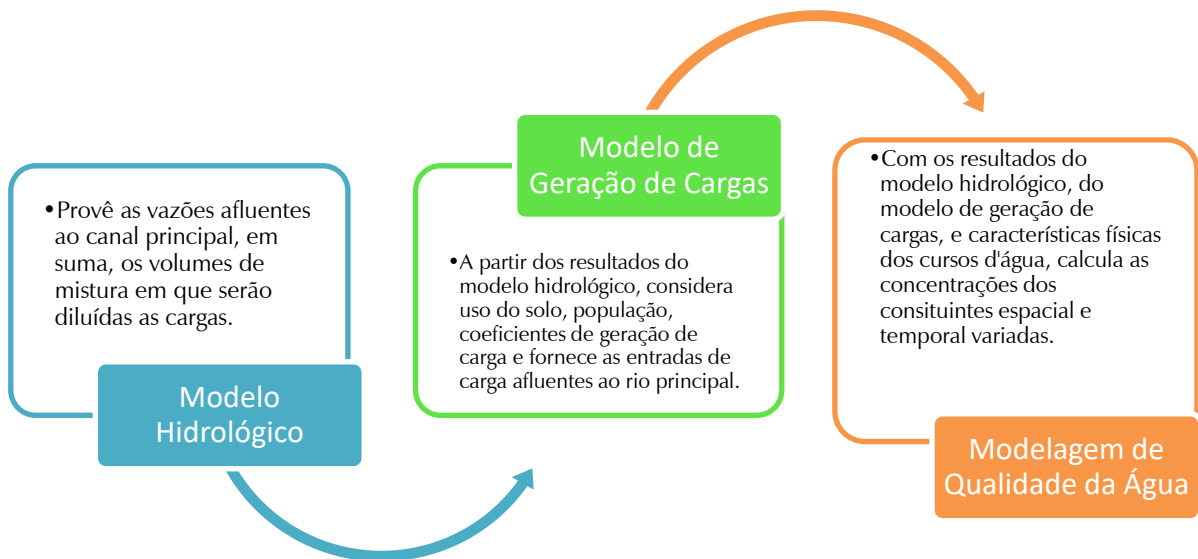 •Provê as vazões afluentes
ao canal principal, em
suma, os volumes de
mistura em que serão
diluídas as cargas.
Modelo
Hidrológico
Modelo de
Geração de Cargas
•A partir dos resultados do
modelo hidrológico, considera
uso do solo, população,
coeficientes de geração de
carga e fornece as entradas de
carga afluentes ao rio principal.
•Com os resultados do
modelo hidrológico, do
modelo de geração de
cargas, e características físicas
dos cursos d'água, calcula as
concentrações dos
consituintes espacial e
temporal variadas.
Modelagem de
Qualidade da Água